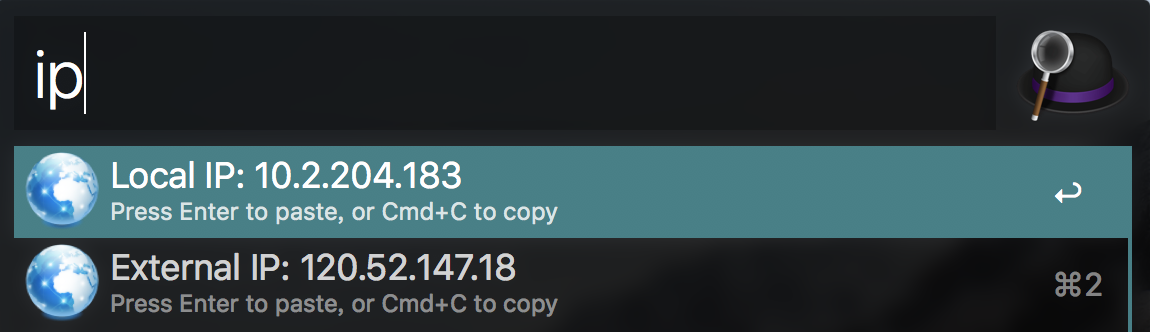 ip
Local IP: 10.2.204.183
Press Enter to paste, or Cmd+C to copy
↩
External IP: 120.52.147.18
Press Enter to paste, or Cmd+C to copy
⌘2